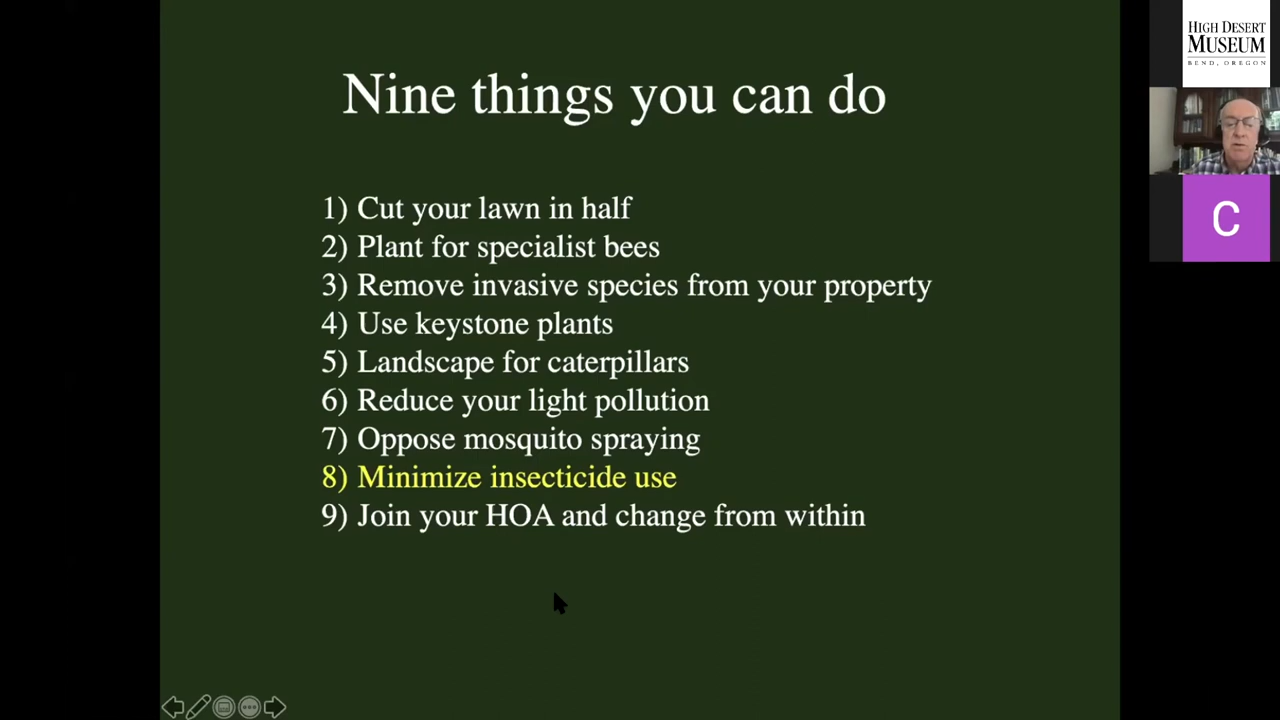 Nine things you can do
1) Cut your lawn in half
2) Plant for specialist bees
3) Remove invasive species from your property
4) Use keystone plants
5) Landscape for caterpillars
6) Reduce your light pollution
7) Oppose mosquito spraying
8) Minimize insecticide use
9) Join your HOA and change from within
HIGH DESERT
MUSEUM
BEND, OREGON
C